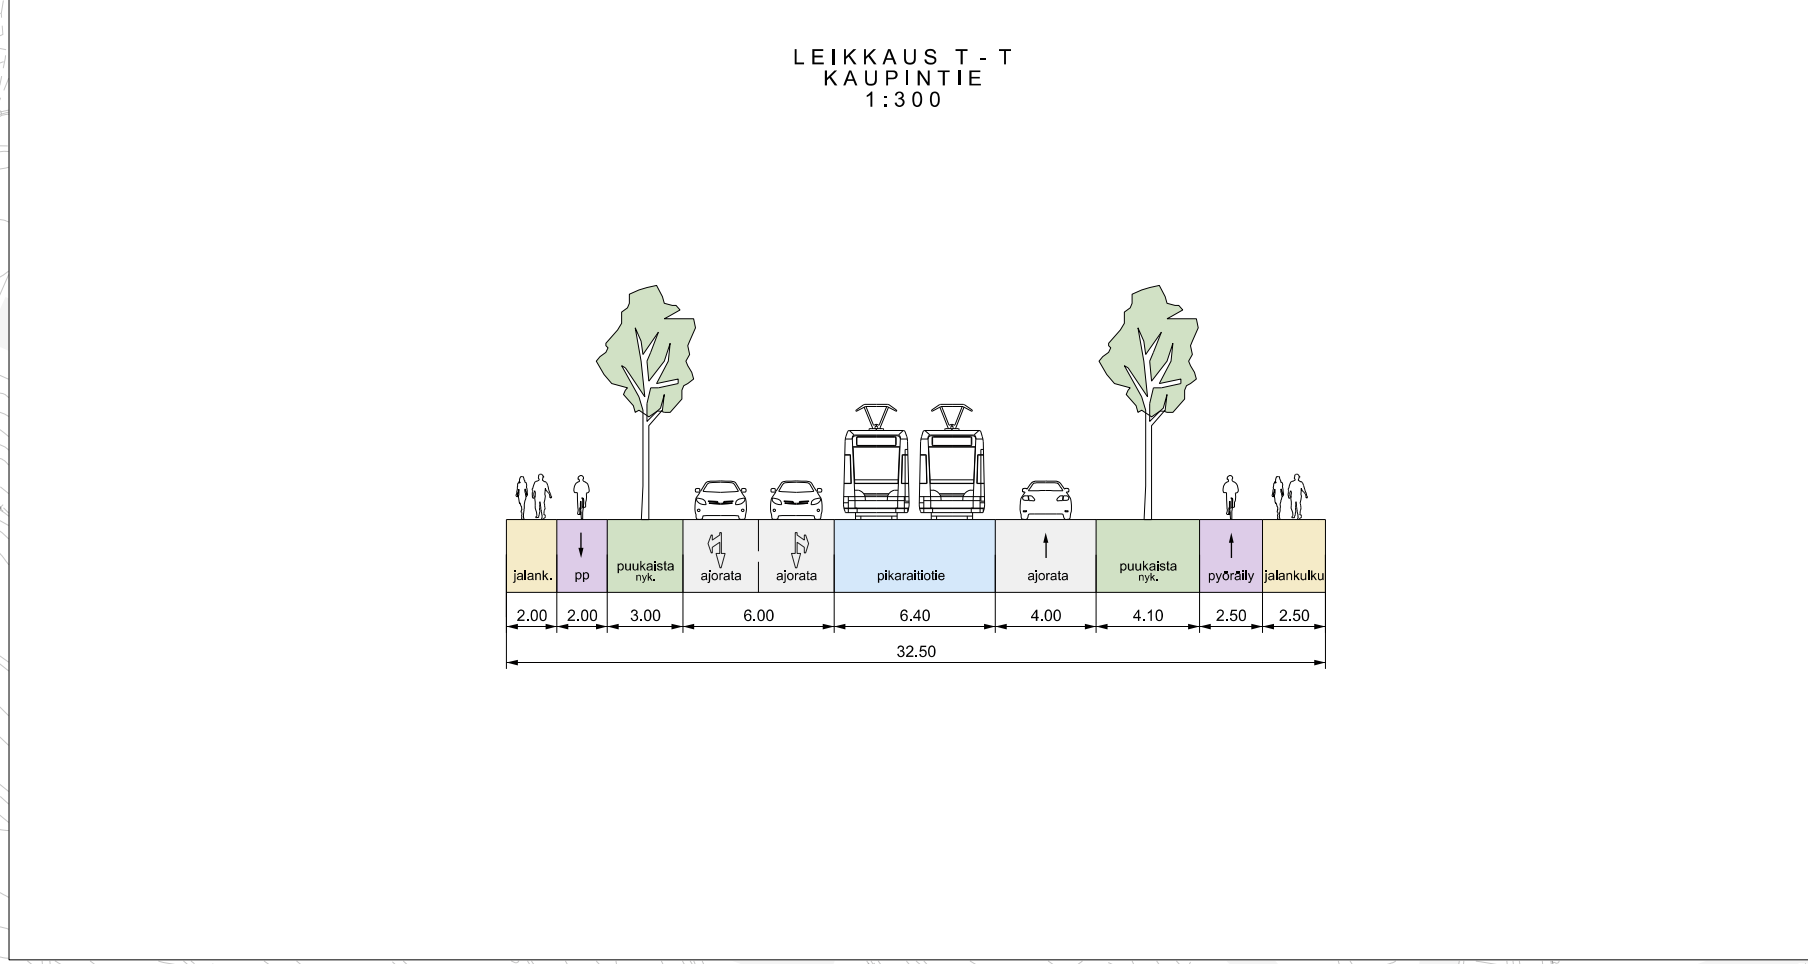 LEIKKAUS T - T
KAUPINTIE
1:300
jalank. pp puukaista nyk. ajorata ajorata pikaraitiotie ajorata puukaista nyk. pyöräily jalankulku
2.00 2.00 3.00 6.00 6.40 4.00 4.10 2.50 2.50
32.50